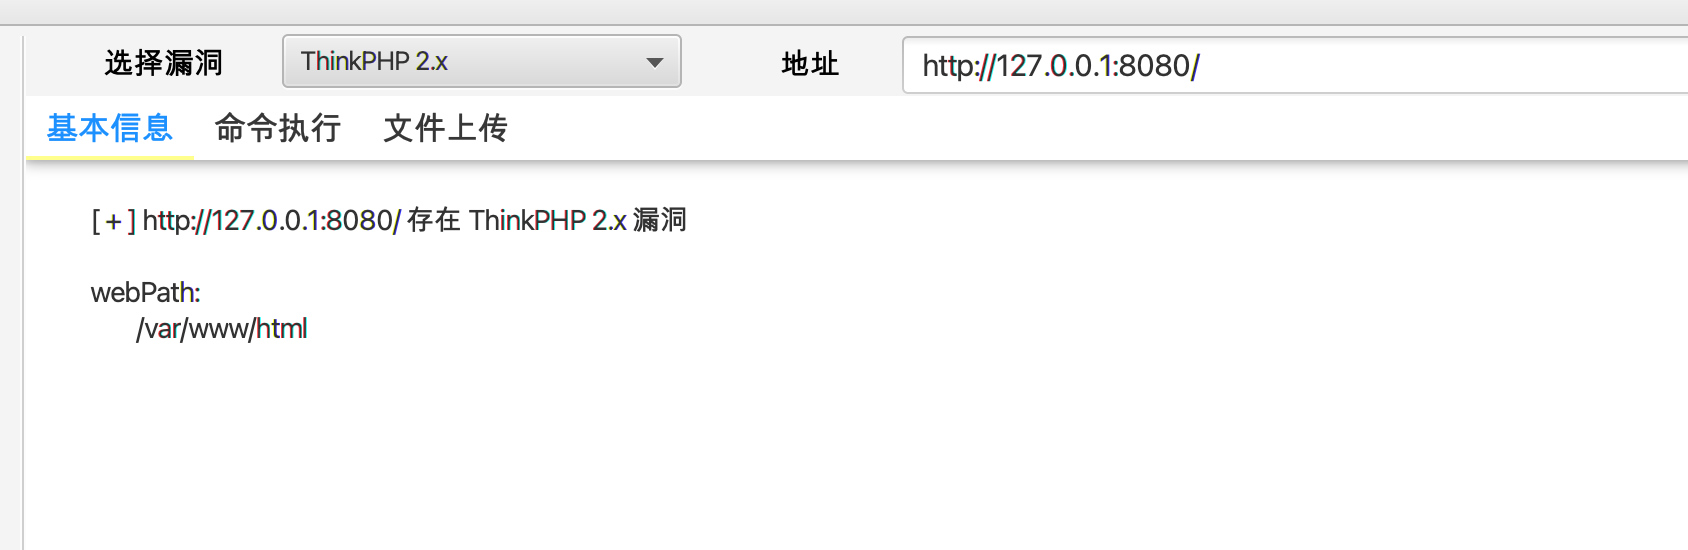 选择漏洞 ThinkPHP 2.x 地址 http://127.0.0.1:8080/
基本信息 命令执行 文件上传
[+] http://127.0.0.1:8080/ 存在 ThinkPHP 2.x 漏洞
webPath:
/var/www/html